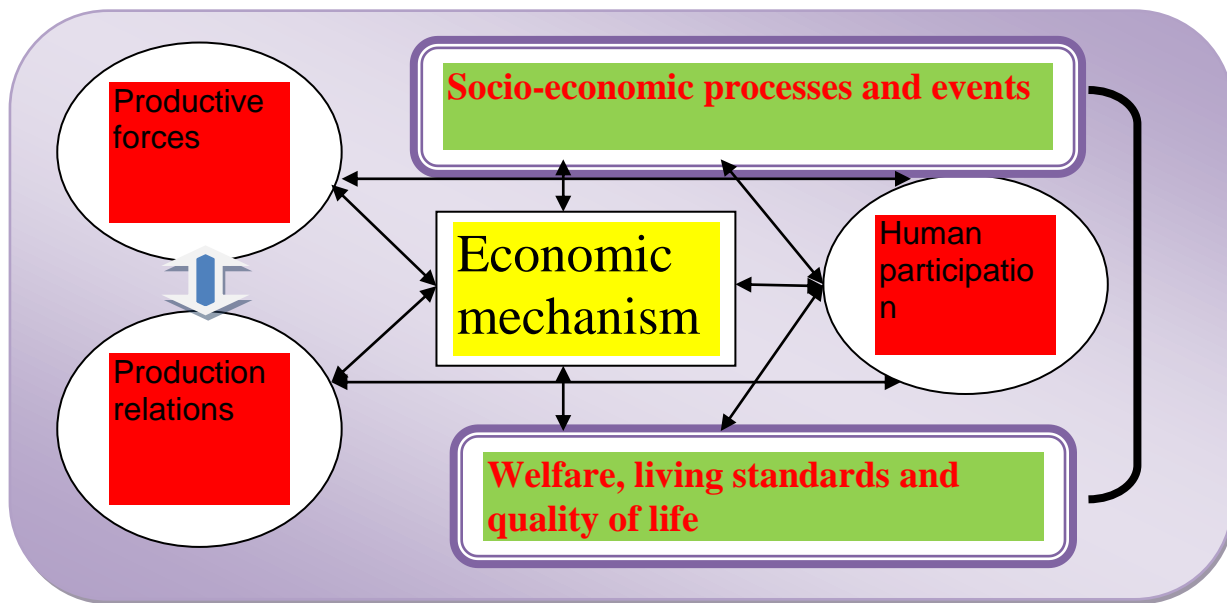 Productive
forces
Socio-economic processes and events
Economic
mechanism
Human
participatio
n
Production
relations
Welfare, living standards and
quality of life